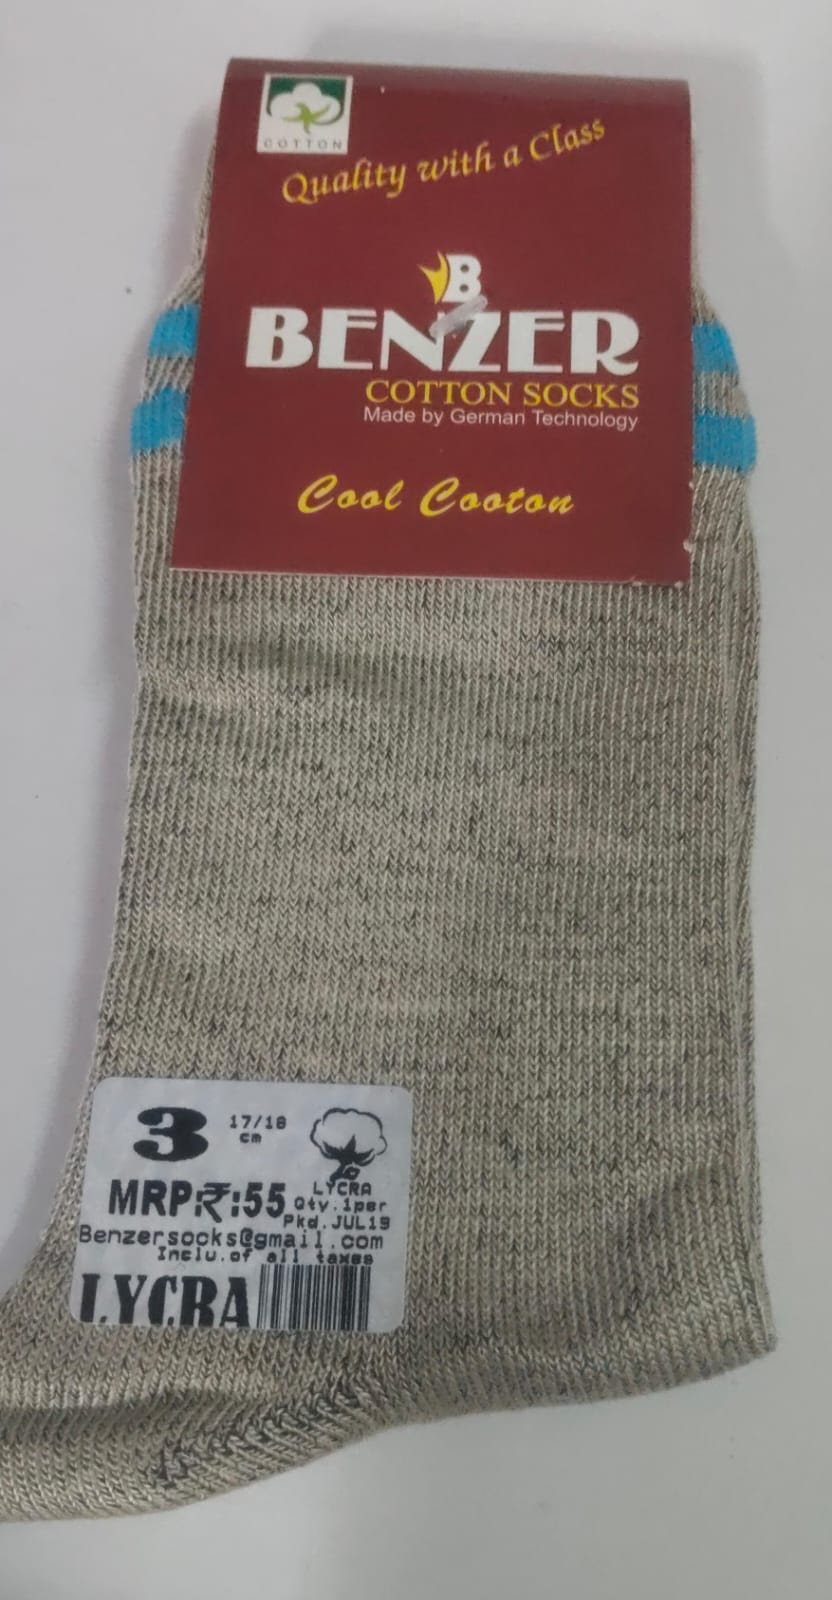 COTTON
Quality with a Class
B
BENZER
COTTON SOCKS
Made by German Technology
Cool Cooton
3 17/18
cm
LYCRA
MRP:₹:55 Qty.1per
Pkd.JUL19
Benzersocks@gmail.com
Inclu.of all taxes
LYCRA